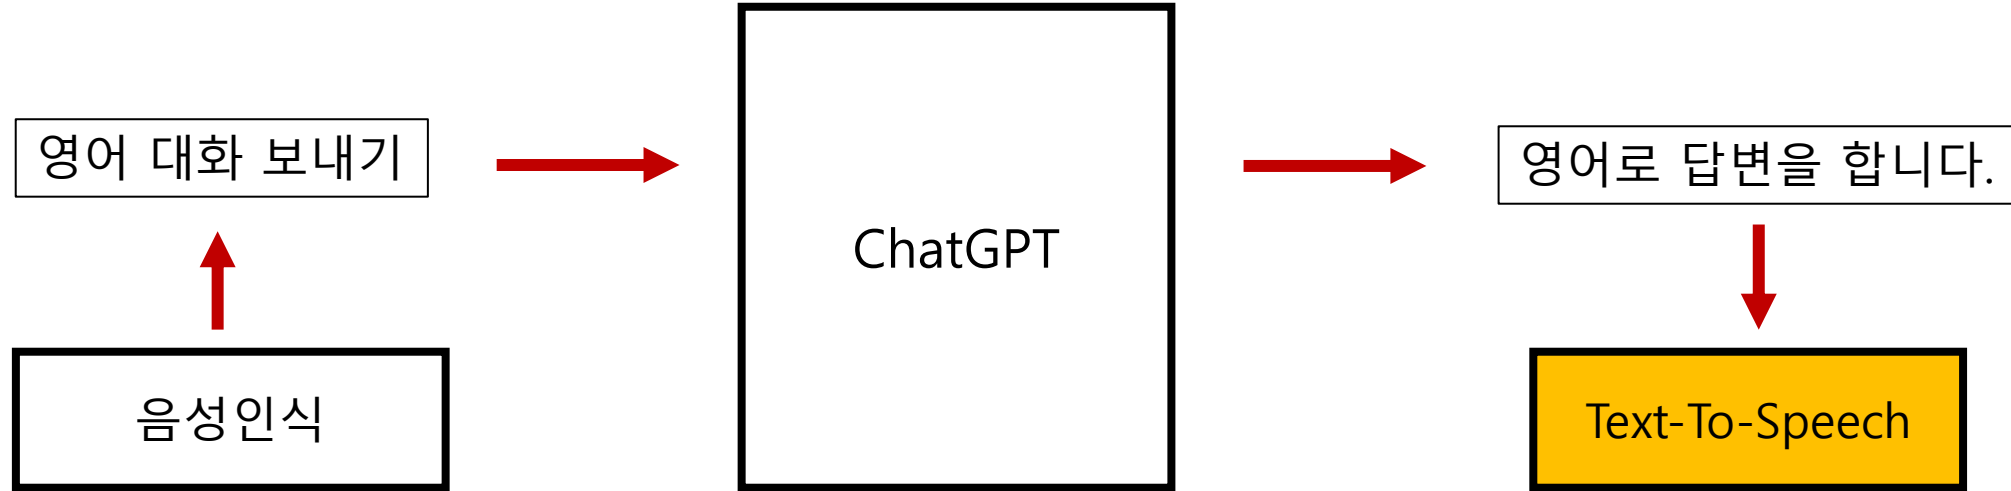 영어 대화 보내기
음성인식
ChatGPT
영어로 답변을 합니다.
Text-To-Speech